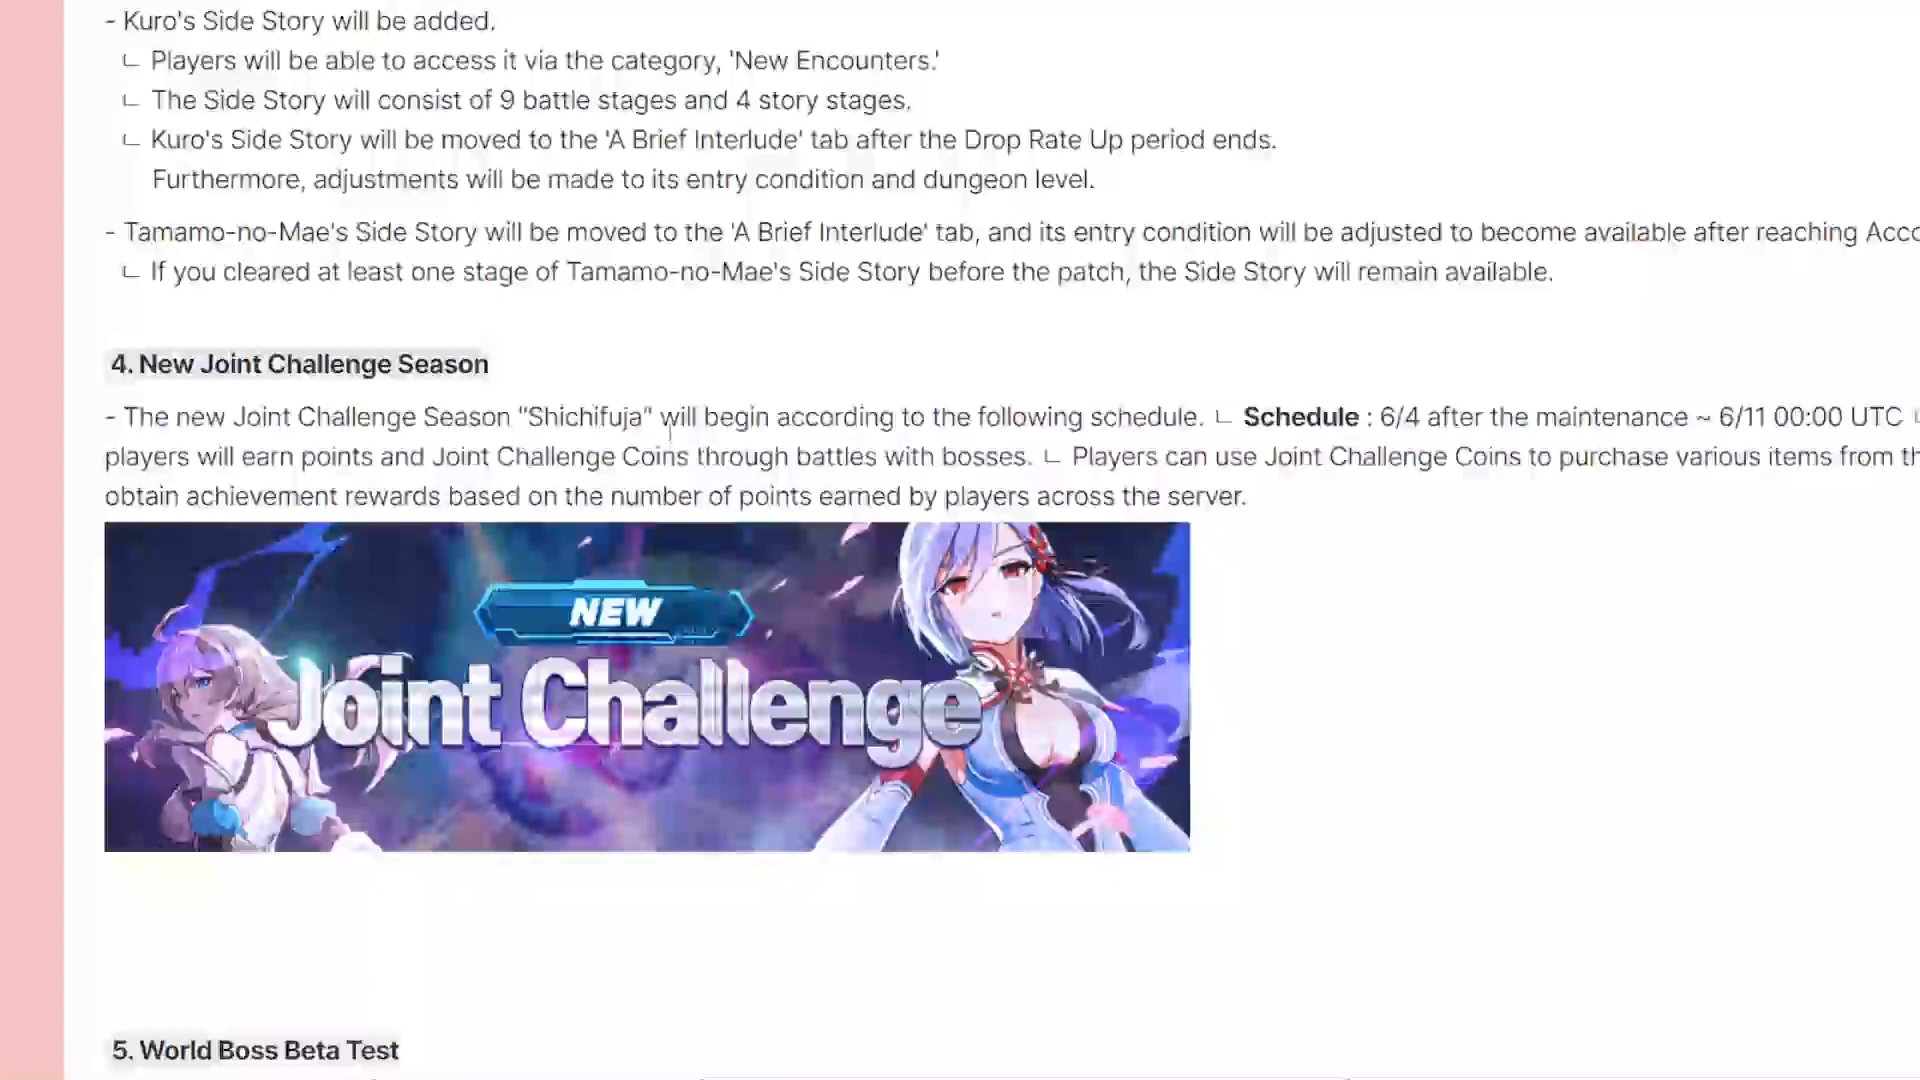 - Kuro's Side Story will be added.
ㄴ Players will be able to access it via the category, 'New Encounters.'
ㄴ The Side Story will consist of 9 battle stages and 4 story stages.
ㄴ Kuro's Side Story will be moved to the 'A Brief Interlude' tab after the Drop Rate Up period ends.
Furthermore, adjustments will be made to its entry condition and dungeon level.
- Tamamo-no-Mae's Side Story will be moved to the 'A Brief Interlude' tab, and its entry condition will be adjusted to become available after reaching Acco
ㄴ If you cleared at least one stage of Tamamo-no-Mae's Side Story before the patch, the Side Story will remain available.
4. New Joint Challenge Season
- The new Joint Challenge Season "Shichifuja" will begin according to the following schedule. ㄴ Schedule : 6/4 after the maintenance ~ 6/11 00:00 UTC
players will earn points and Joint Challenge Coins through battles with bosses. ㄴ Players can use Joint Challenge Coins to purchase various items from th
obtain achievement rewards based on the number of points earned by players across the server.
NEW
Joint Challenge
5. World Boss Beta Test